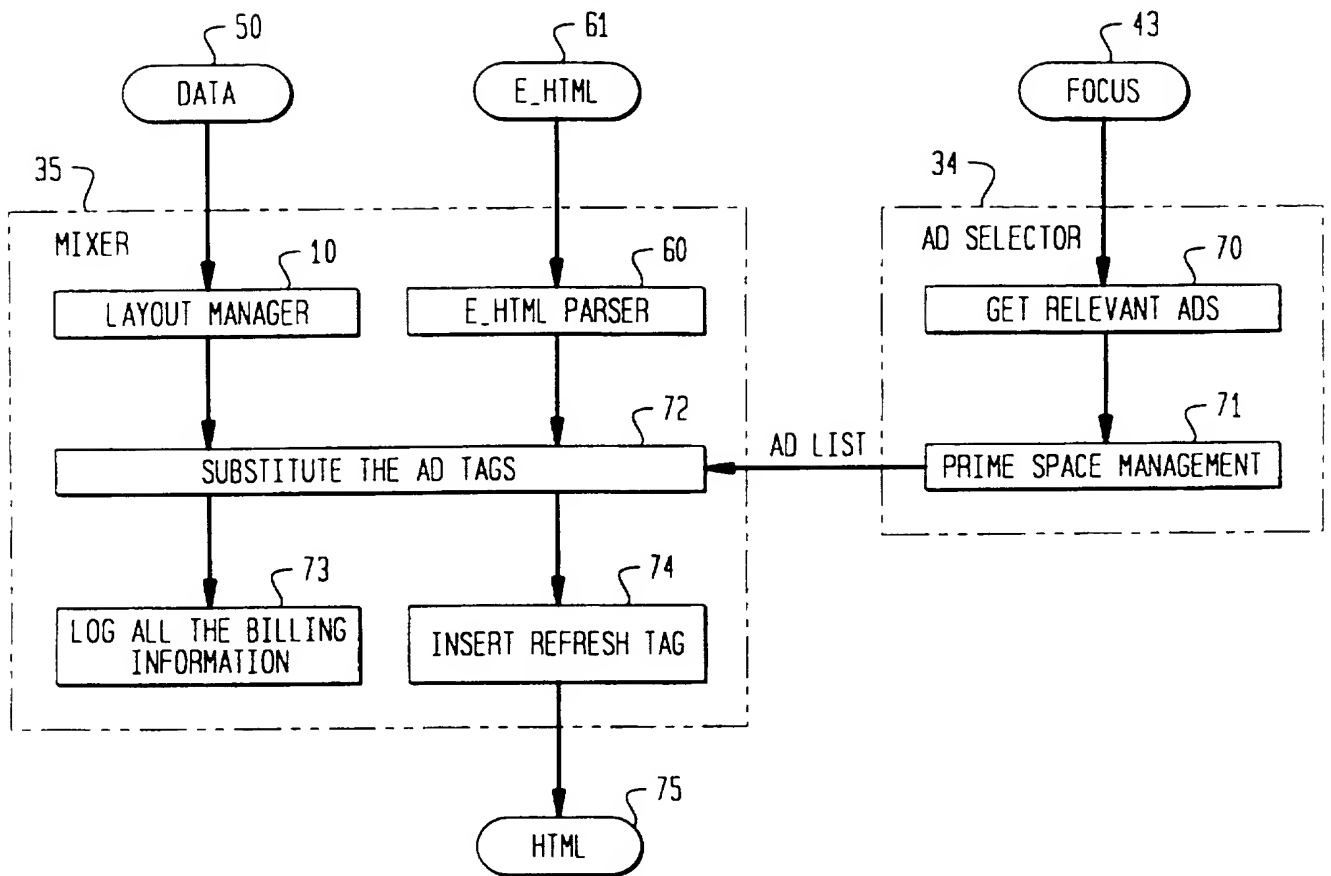 50
61
43
DATA
E_HTML
FOCUS
35
34
MIXER
AD SELECTOR
10
60
70
LAYOUT MANAGER
E_HTML PARSER
GET RELEVANT ADS
72
AD LIST
71
SUBSTITUTE THE AD TAGS
PRIME SPACE MANAGEMENT
73
74
LOG ALL THE BILLING
INFORMATION
INSERT REFRESH TAG
75
HTML